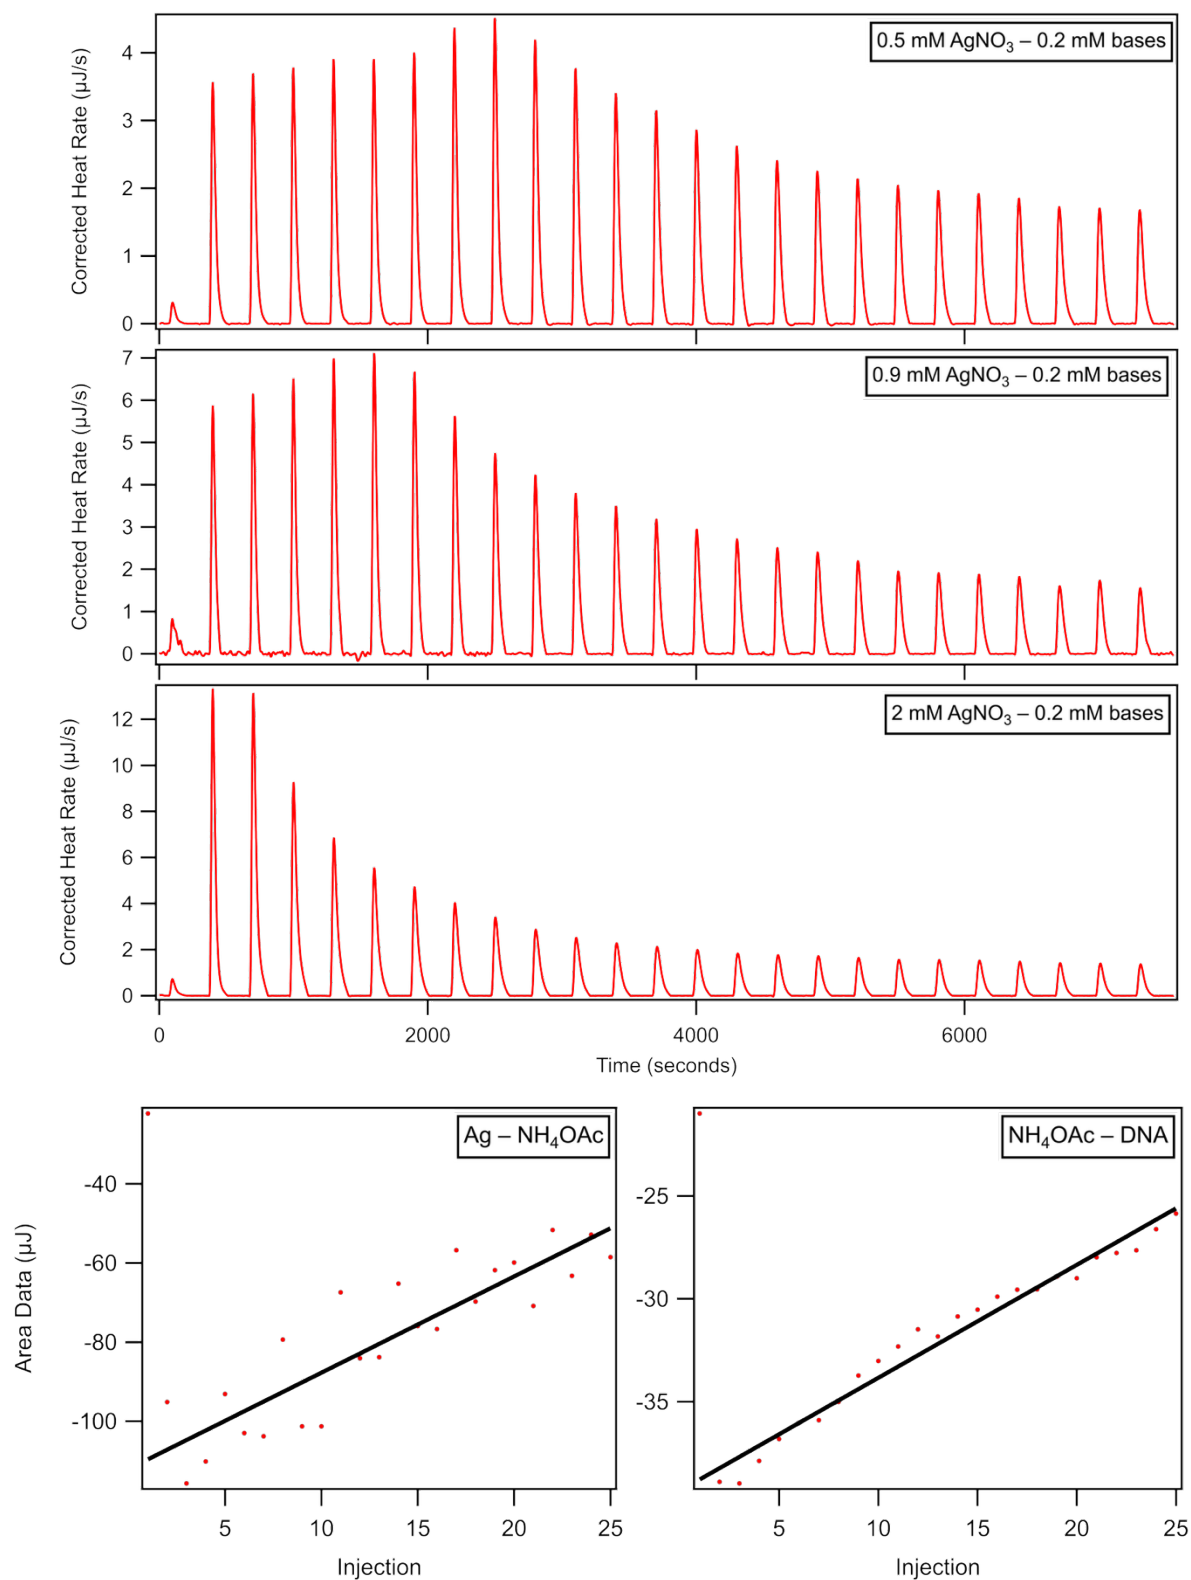 Corrected Heat Rate (μJ/s)
4
3
2
1
0
0.5 mM AgNO₃ – 0.2 mM bases
Corrected Heat Rate (μJ/s)
7
6
5
4
3
2
1
0
0.9 mM AgNO₃ – 0.2 mM bases
Corrected Heat Rate (μJ/s)
12
10
8
6
4
2
0
2 mM AgNO₃ – 0.2 mM bases
0 2000 4000 6000
Time (seconds)
Area Data (μJ)
-40
-60
-80
-100
Ag – NH₄OAc
5 10 15 20 25
Injection
-25
-30
-35
NH₄OAc – DNA
5 10 15 20 25
Injection